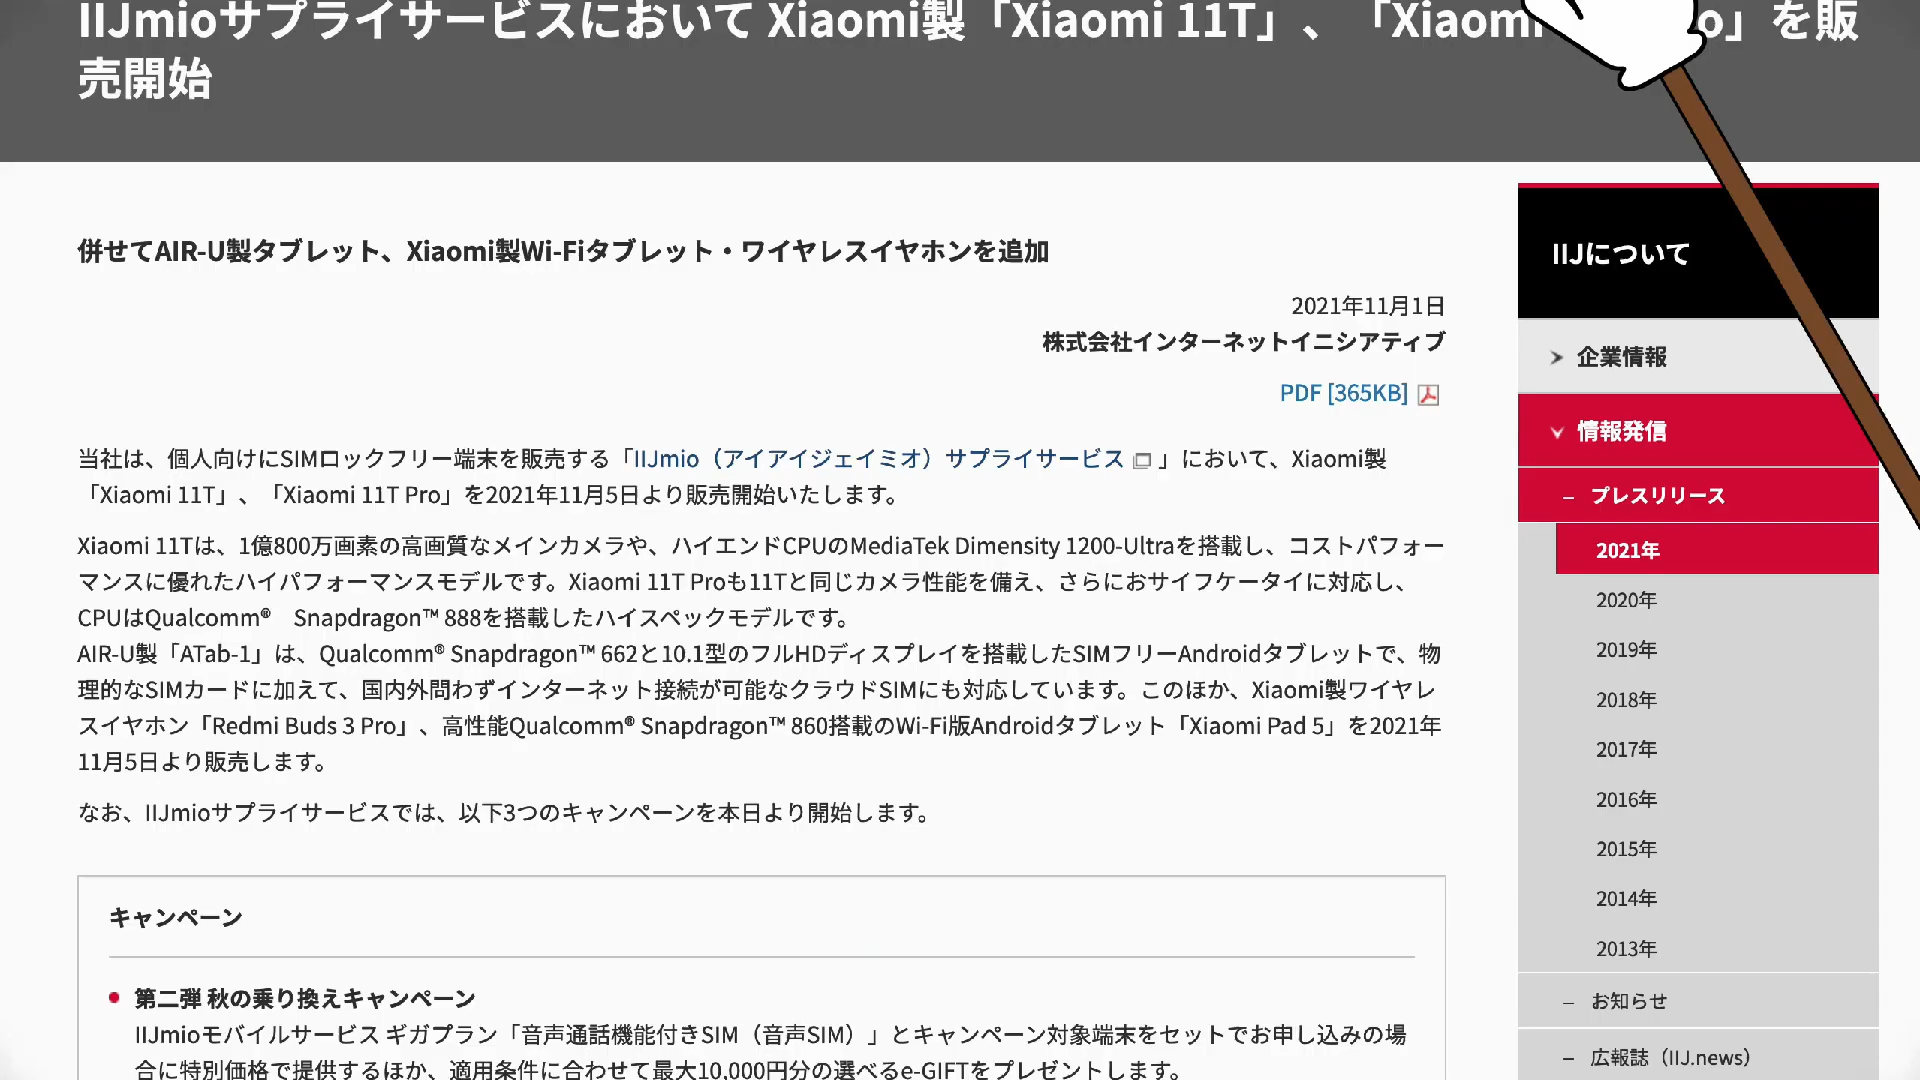 IIJmioサプライサービスにおいて Xiaomi製「Xiaomi 11T」、「Xiaomi o」を販
売開始
併せてAIR-U製タブレット、Xiaomi製Wi-Fiタブレット・ワイヤレスイヤホンを追加
2021年11月1日
株式会社インターネットイニシアティブ
PDF [365KB]
当社は、個人向けにSIMロックフリー端末を販売する「IIJmio（アイアイジェイミオ）サプライサービス 」において、Xiaomi製
「Xiaomi 11T」、「Xiaomi 11T Pro」を2021年11月5日より販売開始いたします。
Xiaomi 11Tは、1億800万画素の高画質なメインカメラや、ハイエンドCPUのMediaTek Dimensity 1200-Ultraを搭載し、コストパフォー
マンスに優れたハイパフォーマンスモデルです。Xiaomi 11T Proも11Tと同じカメラ性能を備え、さらにおサイフケータイに対応し、
CPUはQualcomm®　Snapdragon™ 888を搭載したハイスペックモデルです。
AIR-U製「ATab-1」は、Qualcomm® Snapdragon™ 662と10.1型のフルHDディスプレイを搭載したSIMフリーAndroidタブレットで、物
理的なSIMカードに加えて、国内外問わずインターネット接続が可能なクラウドSIMにも対応しています。このほか、Xiaomi製ワイヤレ
スイヤホン「Redmi Buds 3 Pro」、高性能Qualcomm® Snapdragon™ 860搭載のWi-Fi版Androidタブレット「Xiaomi Pad 5」を2021年
11月5日より販売します。
なお、IIJmioサプライサービスでは、以下3つのキャンペーンを本日より開始します。
キャンペーン
第二弾 秋の乗り換えキャンペーン
IIJmioモバイルサービス ギガプラン「音声通話機能付きSIM（音声SIM）」とキャンペーン対象端末をセットでお申し込みの場
合に特別価格で提供するほか、適用条件に合わせて最大10,000円分の選べるe-GIFTをプレゼントします。
IIJについて
企業情報
情報発信
– プレスリリース
2021年
2020年
2019年
2018年
2017年
2016年
2015年
2014年
2013年
– お知らせ
– 広報誌（IIJ.news）